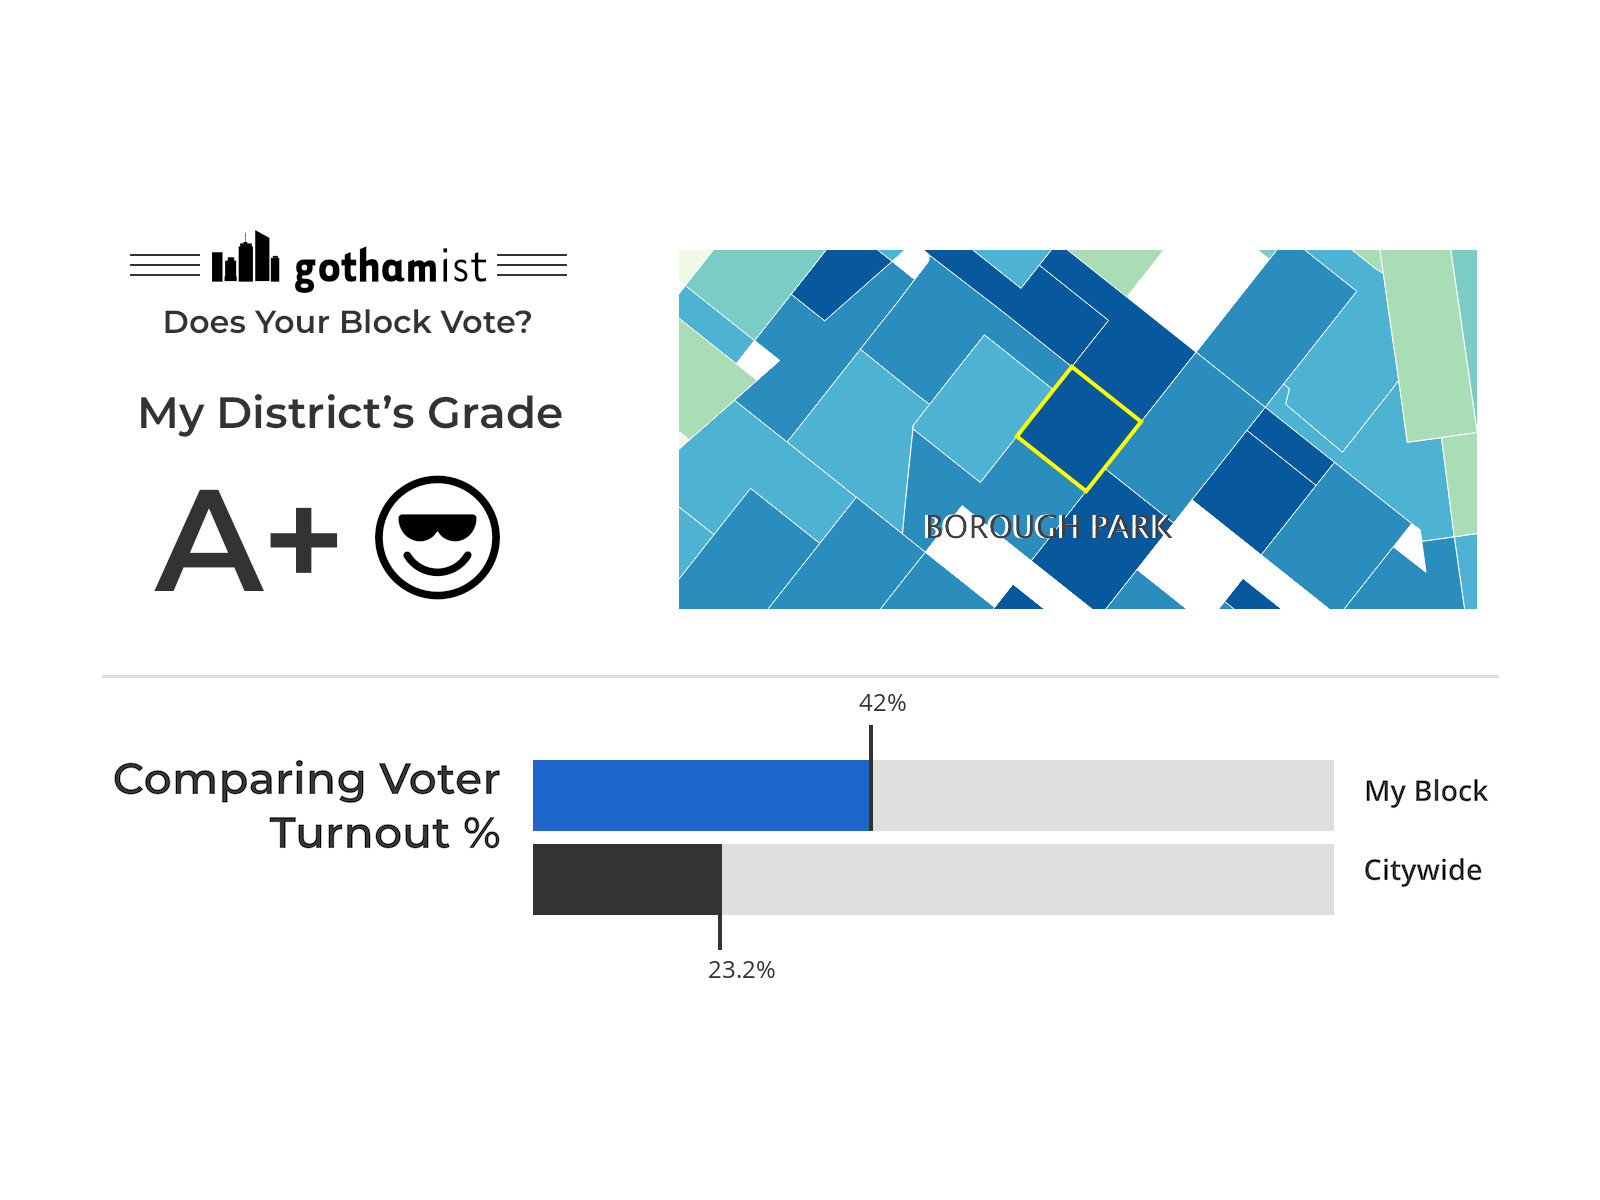 gothamist
Does Your Block Vote?
My District’s Grade
A+
BOROUGH PARK
42%
Comparing Voter
Turnout %
My Block
Citywide
23.2%